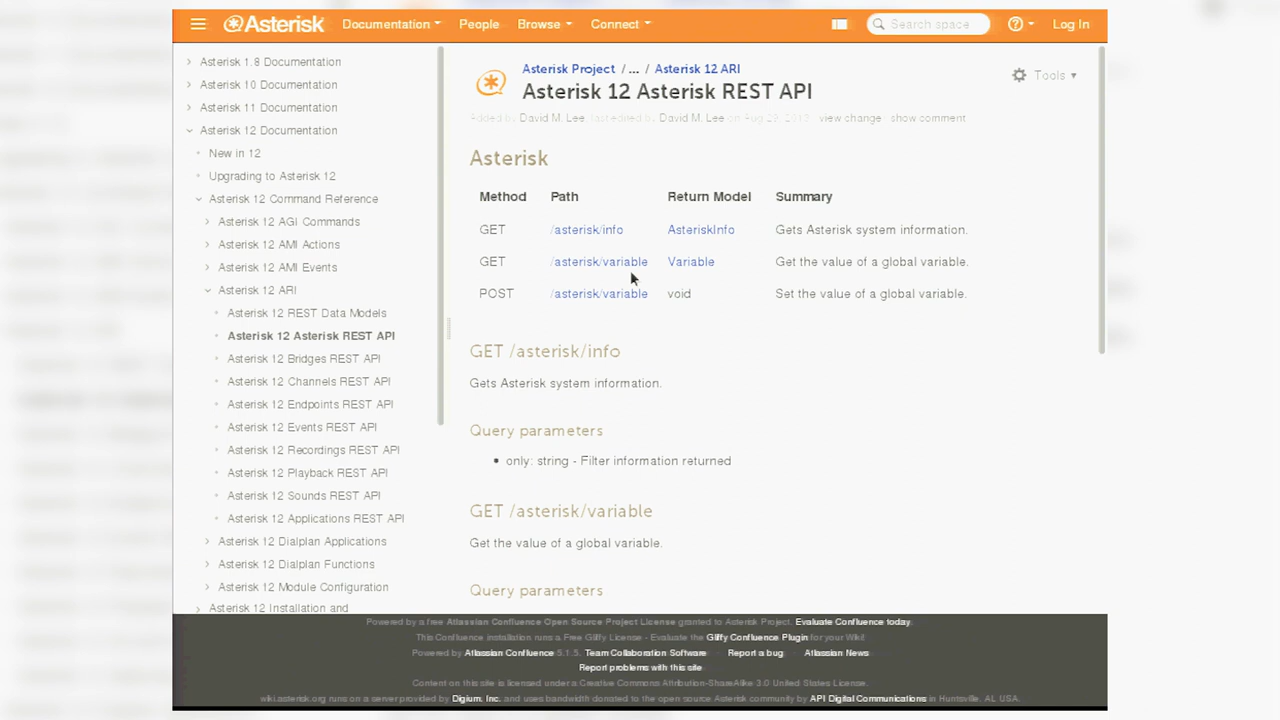 Asterisk Documentation People Browse Connect Search space Log In
Asterisk 1.8 Documentation
Asterisk 10 Documentation
Asterisk 11 Documentation
Asterisk 12 Documentation
New in 12
Upgrading to Asterisk 12
Asterisk 12 Command Reference
Asterisk 12 AGI Commands
Asterisk 12 AMI Actions
Asterisk 12 AMI Events
Asterisk 12 ARI
Asterisk 12 REST Data Models
Asterisk 12 Asterisk REST API
Asterisk 12 Bridges REST API
Asterisk 12 Channels REST API
Asterisk 12 Endpoints REST API
Asterisk 12 Events REST API
Asterisk 12 Recordings REST API
Asterisk 12 Playback REST API
Asterisk 12 Sounds REST API
Asterisk 12 Applications REST API
Asterisk 12 Dialplan Applications
Asterisk 12 Dialplan Functions
Asterisk 12 Module Configuration
Asterisk 12 Installation and
Asterisk Project / ... / Asterisk 12 ARI
Tools
Asterisk 12 Asterisk REST API
Added by David M. Lee, last edited by David M. Lee on Aug 23, view change show comment
Asterisk
Method Path Return Model Summary
GET /asterisk/info AsteriskInfo Gets Asterisk system information.
GET /asterisk/variable Variable Get the value of a global variable.
POST /asterisk/variable void Set the value of a global variable.
GET /asterisk/info
Gets Asterisk system information.
Query parameters
• only: string - Filter information returned
GET /asterisk/variable
Get the value of a global variable.
Query parameters
Powered by a free Atlassian Confluence Open Source Project License granted to Asterisk Project. Evaluate Confluence today.
This Confluence installation runs a Free Gliffy License - Evaluate the Gliffy Confluence Plugin for your Wiki!
Powered by Atlassian Confluence 5.1.5, Team Collaboration Software · Report a bug · Atlassian News
Report problems with this site
Content on this site is licensed under a Creative Commons Attribution-ShareAlike 3.0 United States License.
wiki.asterisk.org runs on a server provided by Digium, Inc. and uses bandwidth donated to the open source Asterisk community by API Digital Communications in Huntsville, AL USA.